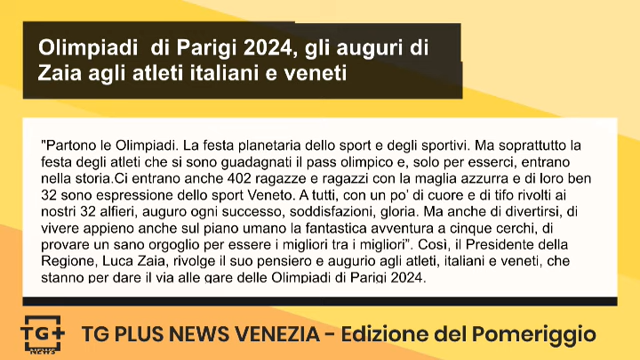 Olimpiadi  di Parigi 2024, gli auguri di
Zaia agli atleti italiani e veneti
"Partono le Olimpiadi. La festa planetaria dello sport e degli sportivi. Ma soprattutto la
festa degli atleti che si sono guadagnati il pass olimpico e, solo per esserci, entrano
nella storia.Ci entrano anche 402 ragazze e ragazzi con la maglia azzurra e di loro ben
32 sono espressione dello sport Veneto. A tutti, con un po' di cuore e di tifo rivolti ai
nostri 32 alfieri, auguro ogni successo, soddisfazioni, gloria. Ma anche di divertirsi, di
vivere appieno anche sul piano umano la fantastica avventura a cinque cerchi, di
provare un sano orgoglio per essere i migliori tra i migliori”. Così, il Presidente della
Regione, Luca Zaia, rivolge il suo pensiero e augurio agli atleti, italiani e veneti, che
stanno per dare il via alle gare delle Olimpiadi di Parigi 2024.
TG+
NEWS
TG PLUS NEWS VENEZIA - Edizione del Pomeriggio